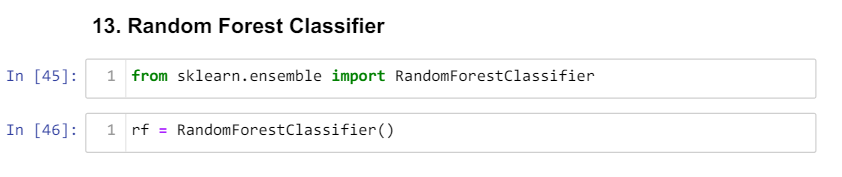 13. Random Forest Classifier
In [45]: 1 from sklearn.ensemble import RandomForestClassifier
In [46]: 1 rf = RandomForestClassifier()